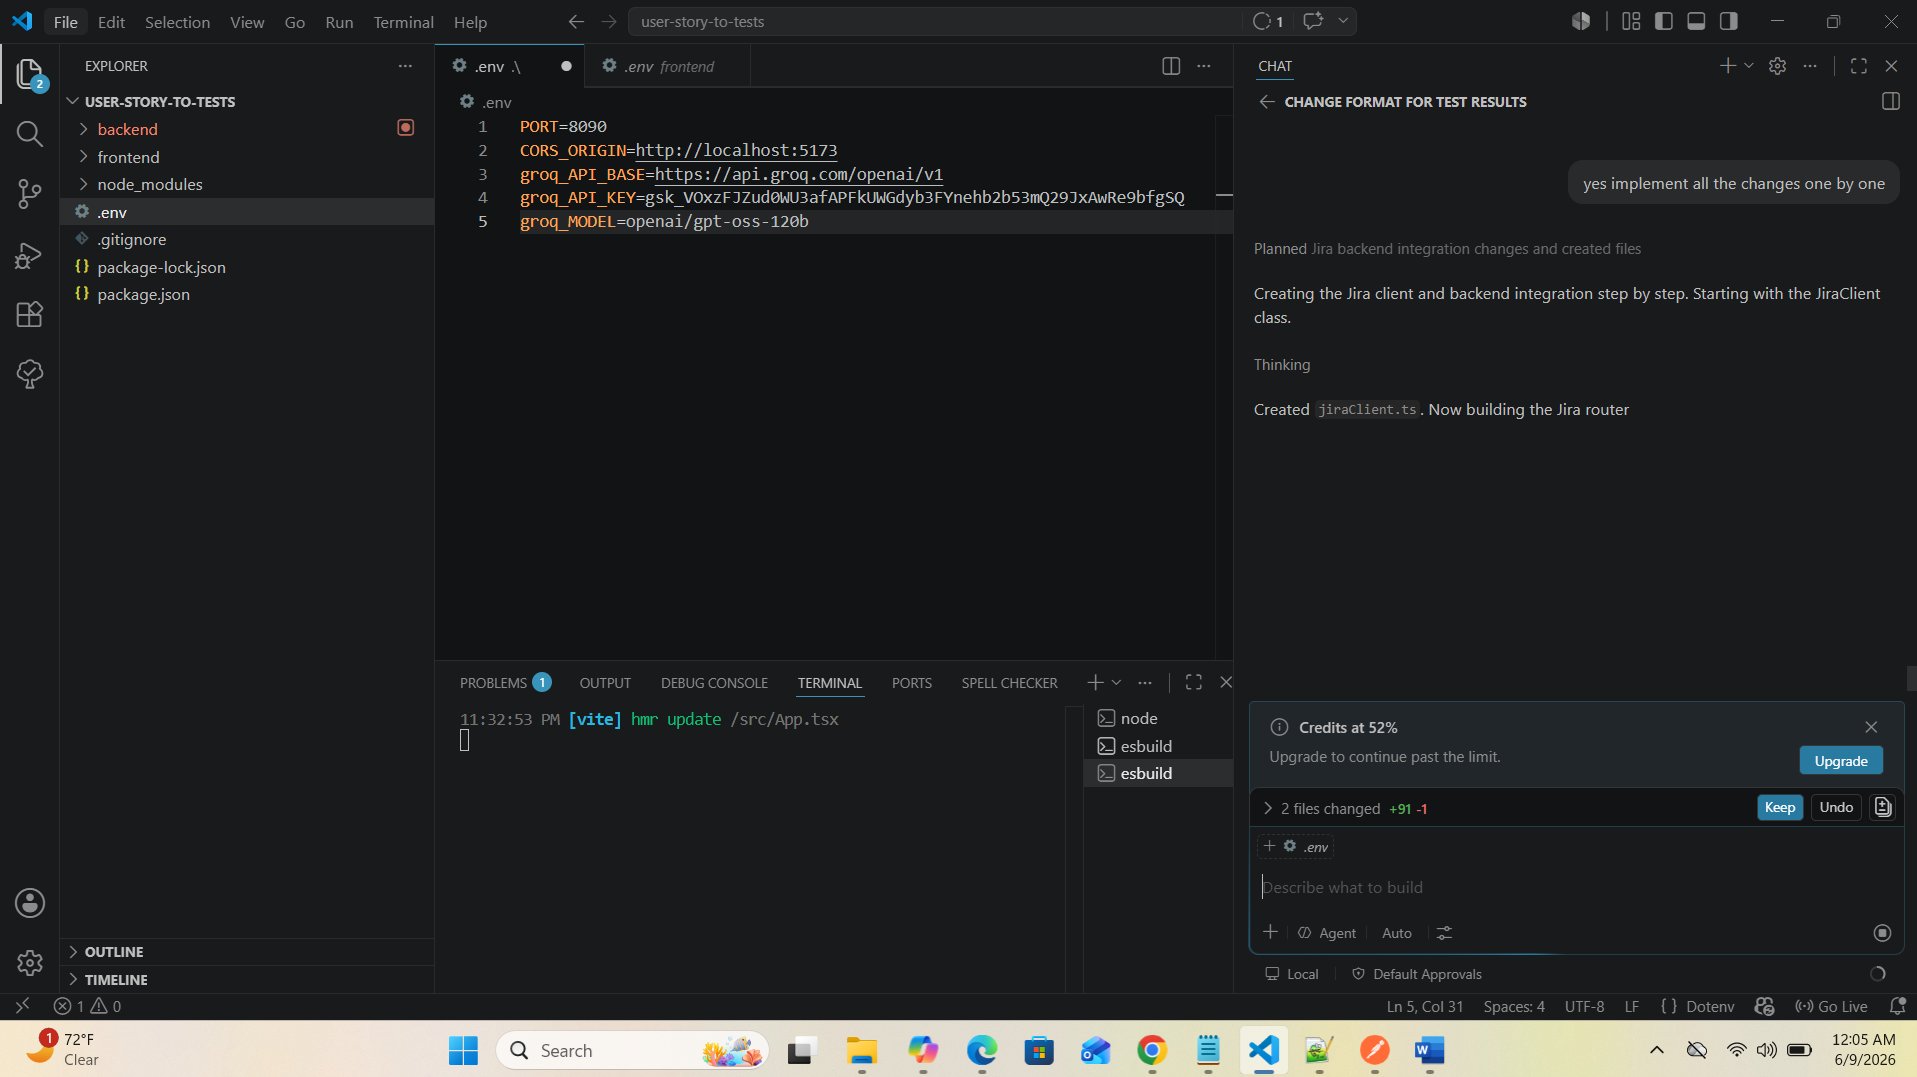 File Edit Selection View Go Run Terminal Help
user-story-to-tests
1
2
EXPLORER
USER-STORY-TO-TESTS
backend
frontend
node_modules
.env
.gitignore
{} package-lock.json
{} package.json
OUTLINE
TIMELINE
.env .\
.env frontend
.env
1 PORT=8090
2 CORS_ORIGIN=http://localhost:5173
3 groq_API_BASE=https://api.groq.com/openai/v1
4 groq_API_KEY=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
5 groq_MODEL=openai/gpt-oss-120b
PROBLEMS 1 OUTPUT DEBUG CONSOLE TERMINAL PORTS SPELL CHECKER
11:32:53 PM [vite] hmr update /src/App.tsx
node
esbuild
esbuild
CHAT
CHANGE FORMAT FOR TEST RESULTS
yes implement all the changes one by one
Planned Jira backend integration changes and created files
Creating the Jira client and backend integration step by step. Starting with the JiraClient
class.
Thinking
Created jiraClient.ts. Now building the Jira router
Credits at 52%
Upgrade to continue past the limit.
Upgrade
2 files changed +91 -1
Keep Undo
.env
Describe what to build
Agent Auto
Local Default Approvals
1 0
Ln 5, Col 31 Spaces: 4 UTF-8 LF {} Dotenv Go Live
1
72°F
Clear
Search
12:05 AM
6/9/2026